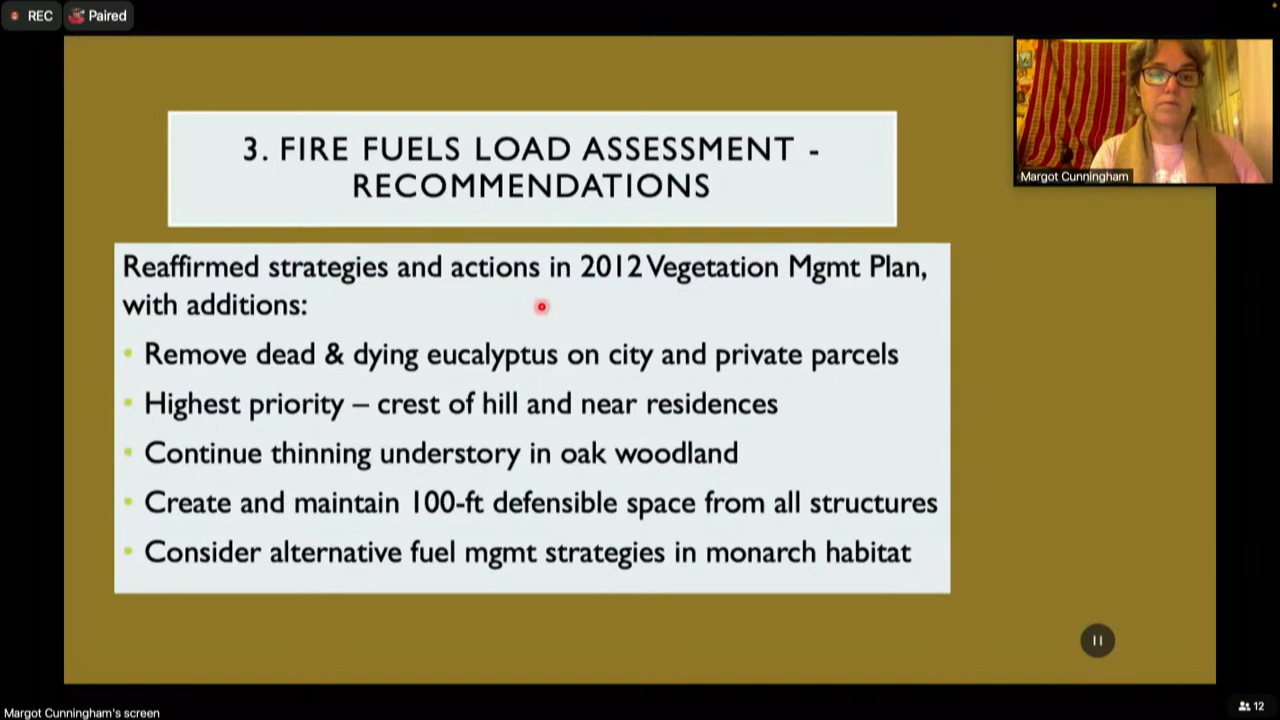 REC Paired
3. FIRE FUELS LOAD ASSESSMENT -
RECOMMENDATIONS
Margot Cunningham
Reaffirmed strategies and actions in 2012 Vegetation Mgmt Plan,
with additions:
• Remove dead & dying eucalyptus on city and private parcels
• Highest priority – crest of hill and near residences
• Continue thinning understory in oak woodland
• Create and maintain 100-ft defensible space from all structures
• Consider alternative fuel mgmt strategies in monarch habitat
11
Margot Cunningham's screen
12